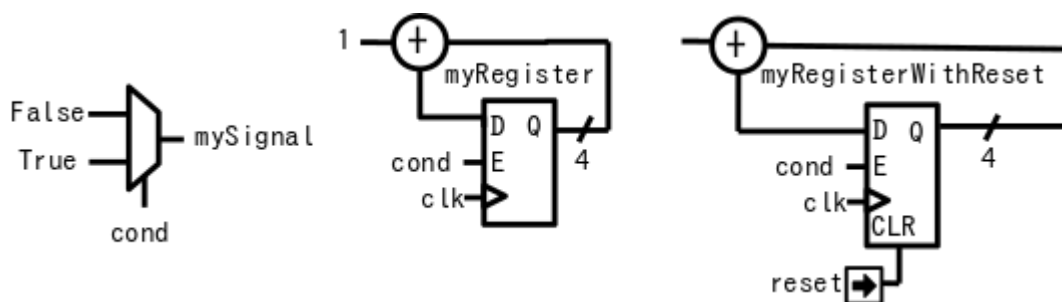 False
True
mySignal
cond
1
+
myRegister
D Q
4
cond E
clk
+
myRegisterWithReset
D Q
4
cond E
clk
CLR
reset